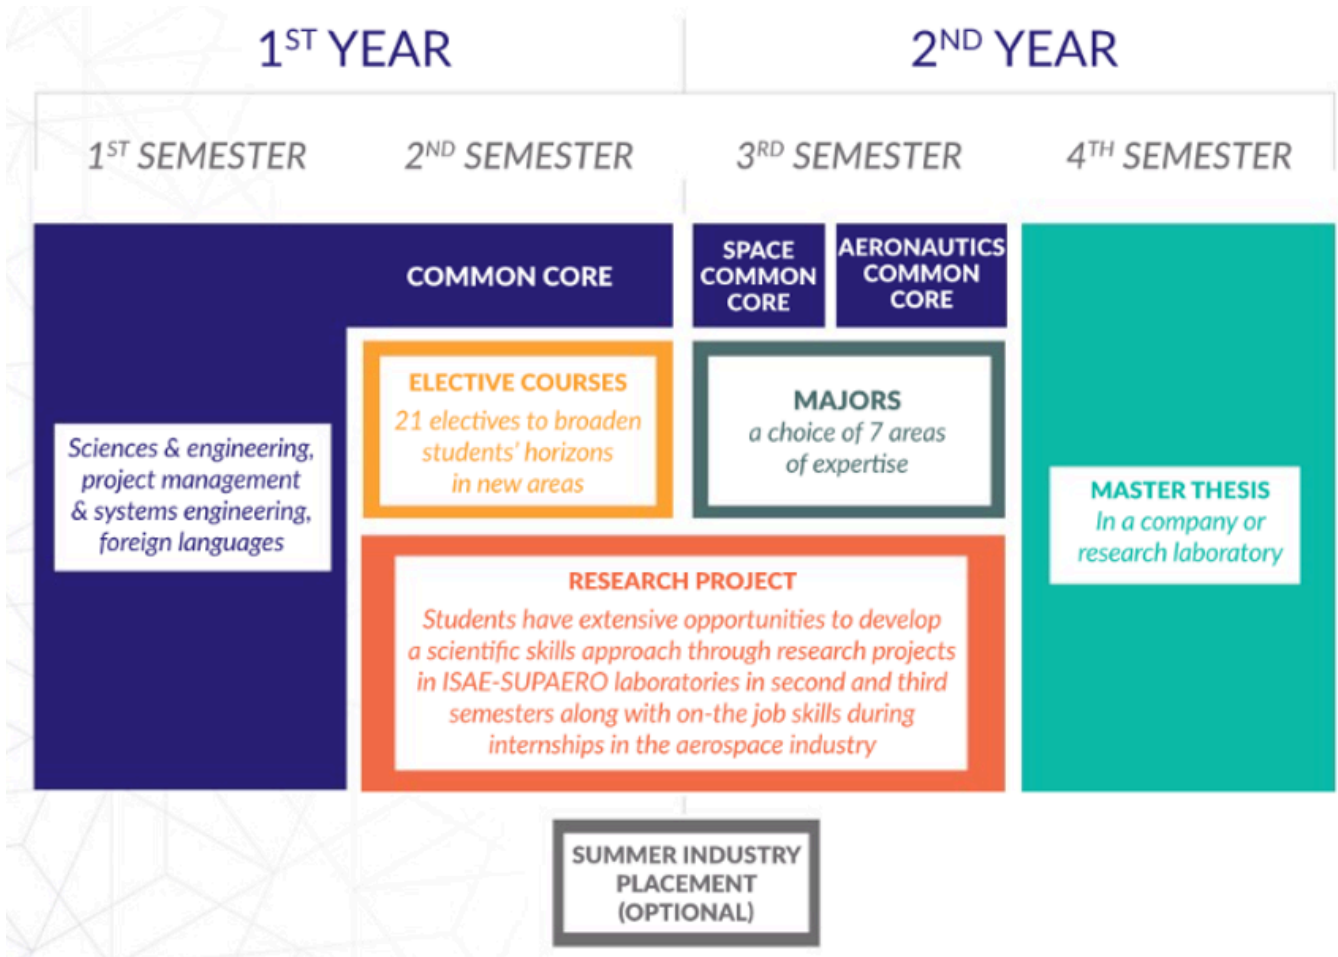 1ST YEAR
2ND YEAR
1ST SEMESTER
2ND SEMESTER
3RD SEMESTER
4TH SEMESTER
COMMON CORE
SPACE
COMMON
CORE
AERONAUTICS
COMMON
CORE
Sciences & engineering,
project management
& systems engineering,
foreign languages
ELECTIVE COURSES
21 electives to broaden
students' horizons
in new areas
MAJORS
a choice of 7 areas
of expertise
MASTER THESIS
In a company or
research laboratory
RESEARCH PROJECT
Students have extensive opportunities to develop
a scientific skills approach through research projects
in ISAE-SUPAERO laboratories in second and third
semesters along with on-the job skills during
internships in the aerospace industry
SUMMER INDUSTRY
PLACEMENT
(OPTIONAL)